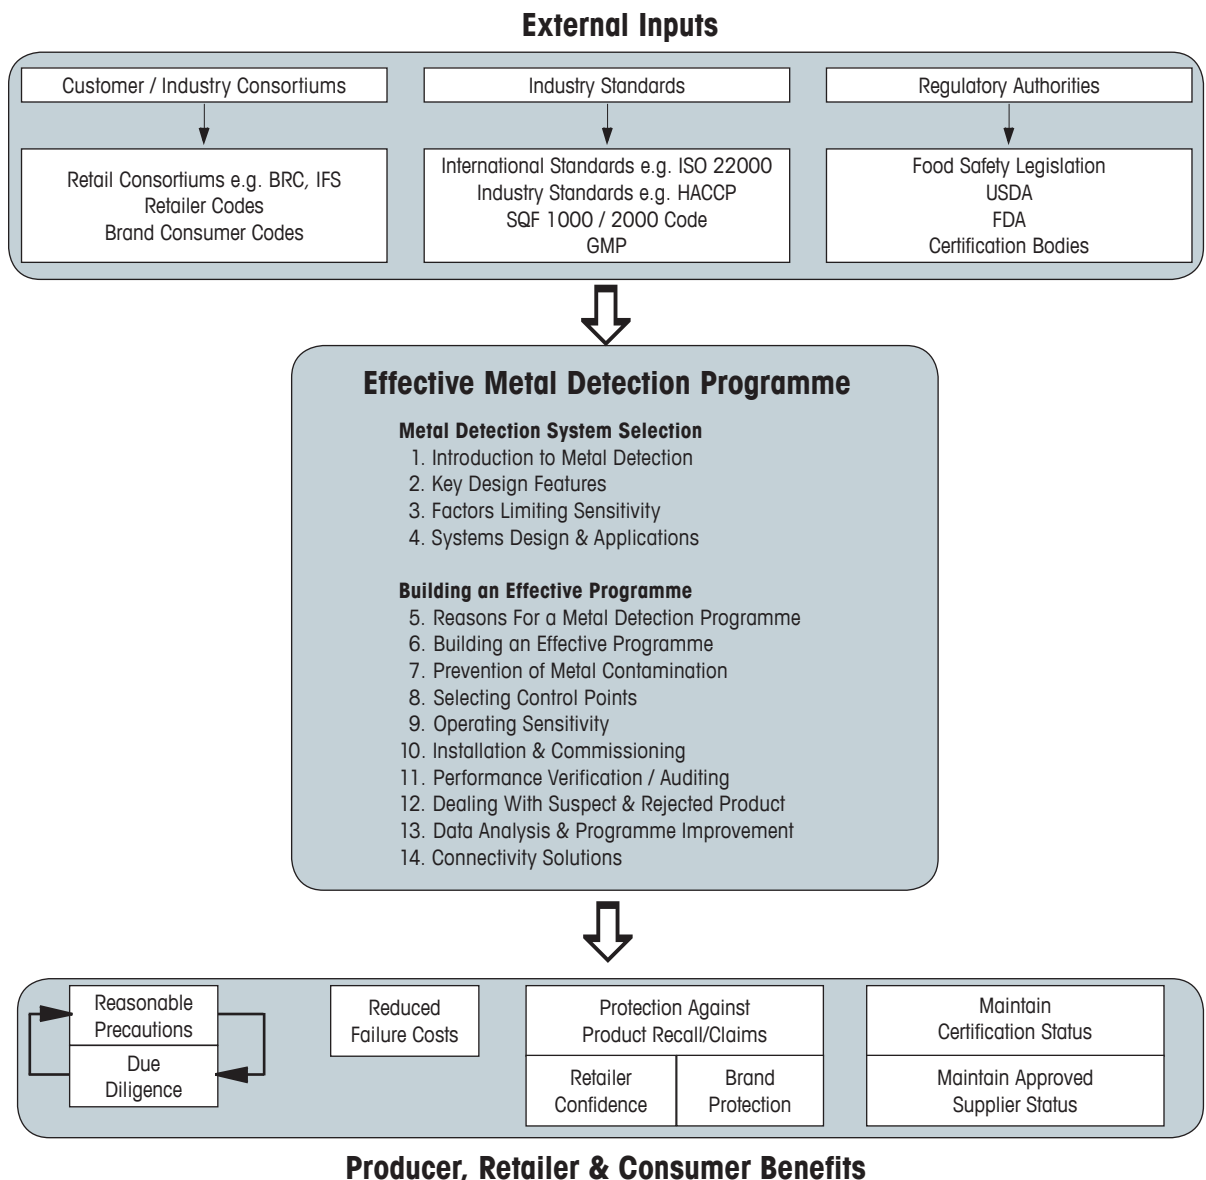 External Inputs
Customer / Industry Consortiums
Industry Standards
Regulatory Authorities
Retail Consortiums e.g. BRC, IFS
Retailer Codes
Brand Consumer Codes
International Standards e.g. ISO 22000
Industry Standards e.g. HACCP
SQF 1000 / 2000 Code
GMP
Food Safety Legislation
USDA
FDA
Certification Bodies
Effective Metal Detection Programme
Metal Detection System Selection
1. Introduction to Metal Detection
2. Key Design Features
3. Factors Limiting Sensitivity
4. Systems Design & Applications
Building an Effective Programme
5. Reasons For a Metal Detection Programme
6. Building an Effective Programme
7. Prevention of Metal Contamination
8. Selecting Control Points
9. Operating Sensitivity
10. Installation & Commissioning
11. Performance Verification / Auditing
12. Dealing With Suspect & Rejected Product
13. Data Analysis & Programme Improvement
14. Connectivity Solutions
Reasonable
Precautions
Due
Diligence
Reduced
Failure Costs
Protection Against
Product Recall/Claims
Retailer
Confidence
Brand
Protection
Maintain
Certification Status
Maintain Approved
Supplier Status
Producer, Retailer & Consumer Benefits